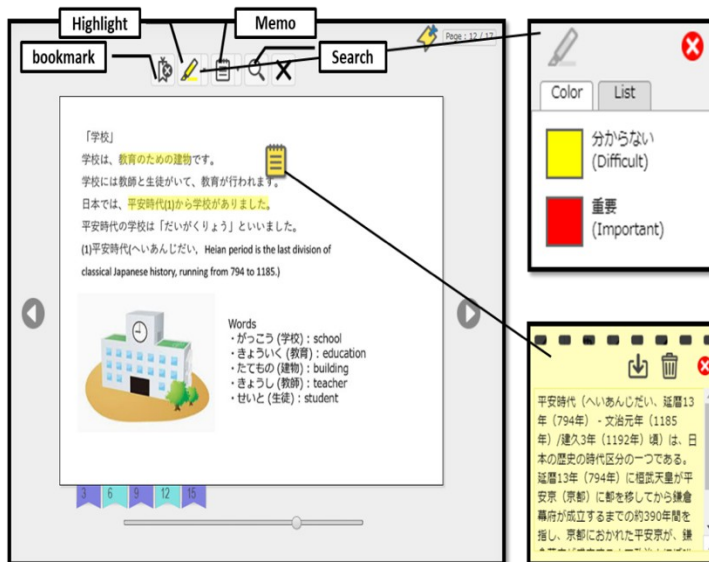 Highlight
Memo
bookmark
Search
Page : 12 / 17
「学校」
学校は、教育のための建物です。
学校には教師と生徒がいて、教育が行われます。
日本では、平安時代(1)から学校がありました。
平安時代の学校は「だいがくりょう」といいました。
(1)平安時代(へいあんじだい、Heian period is the last division of
classical Japanese history, running from 794 to 1185.)
Words
・がっこう (学校) : school
・きょういく (教育) : education
・たてもの (建物) : building
・きょうし (教師) : teacher
・せいと (生徒) : student
3 6 9 12 15
Color List
分からない
(Difficult)
重要
(Important)
平安時代（へいあんじだい、延暦13
年（794年） - 文治元年（1185
年）/建久3年（1192年）頃）は、日
本の歴史の時代区分の一つである。
延暦13年（794年）に桓武天皇が平
安京（京都）に都を移してから鎌倉
幕府が成立するまでの約390年間を
指し、京都におかれた平安京が、鎌